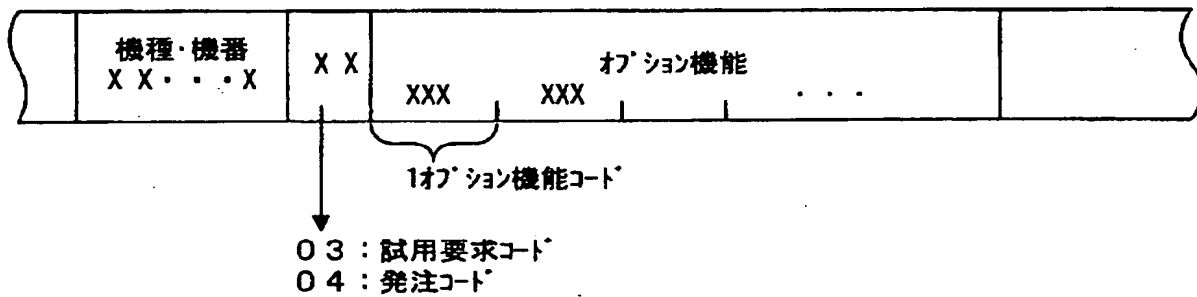 機種・機番
XX・・・X
XX
オプション機能
XXX
XXX
・・・
1オプション機能コード
03:試用要求コード
04:発注コード